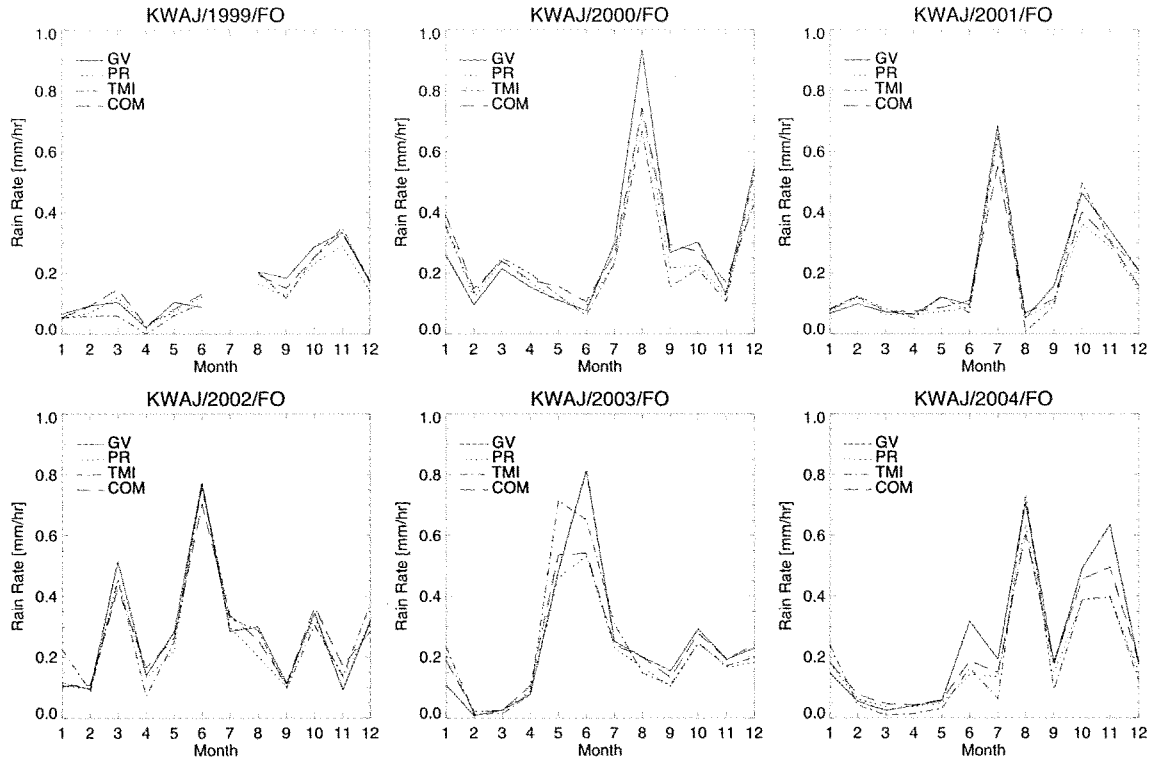 KWAJ/1999/FO
Rain Rate [mm/hr]
1.0
0.8
0.6
0.4
0.2
0.0
GV
PR
TMI
COM
1 2 3 4 5 6 7 8 9 10 11 12
Month
KWAJ/2000/FO
Rain Rate [mm/hr]
1.0
0.8
0.6
0.4
0.2
0.0
GV
PR
TMI
COM
1 2 3 4 5 6 7 8 9 10 11 12
Month
KWAJ/2001/FO
Rain Rate [mm/hr]
1.0
0.8
0.6
0.4
0.2
0.0
GV
PR
TMI
COM
1 2 3 4 5 6 7 8 9 10 11 12
Month
KWAJ/2002/FO
Rain Rate [mm/hr]
1.0
0.8
0.6
0.4
0.2
0.0
GV
PR
TMI
COM
1 2 3 4 5 6 7 8 9 10 11 12
Month
KWAJ/2003/FO
Rain Rate [mm/hr]
1.0
0.8
0.6
0.4
0.2
0.0
GV
PR
TMI
COM
1 2 3 4 5 6 7 8 9 10 11 12
Month
KWAJ/2004/FO
Rain Rate [mm/hr]
1.0
0.8
0.6
0.4
0.2
0.0
GV
PR
TMI
COM
1 2 3 4 5 6 7 8 9 10 11 12
Month